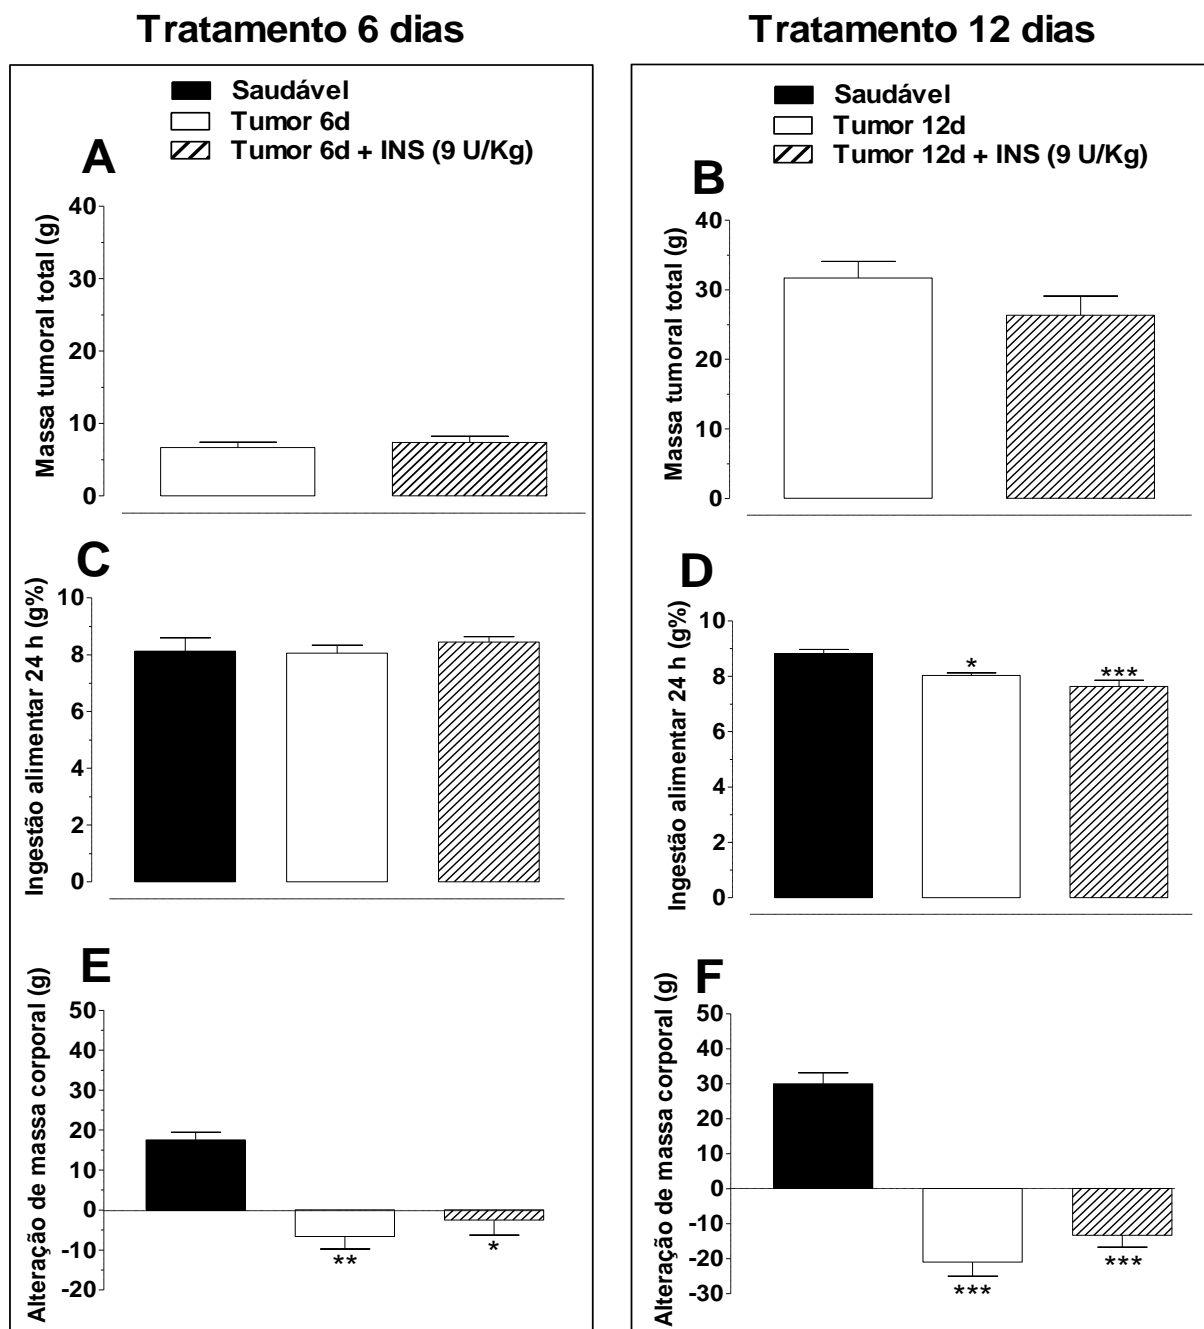 Tratamento 6 dias
Saudável
Tumor 6d
Tumor 6d + INS (9 U/Kg)
A
Massa tumoral total (g)
40
30
20
10
0
C
Ingestão alimentar 24 h (g%)
10
8
6
4
2
0
E
Alteração de massa corporal (g)
50
40
30
20
10
0
-10
-20
**
*
Tratamento 12 dias
Saudável
Tumor 12d
Tumor 12d + INS (9 U/Kg)
B
Massa tumoral total (g)
40
30
20
10
0
D
Ingestão alimentar 24 h (g%)
10
8
6
4
2
0
*
***
F
Alteração de massa corporal (g)
50
40
30
20
10
0
-10
-20
-30
***
***